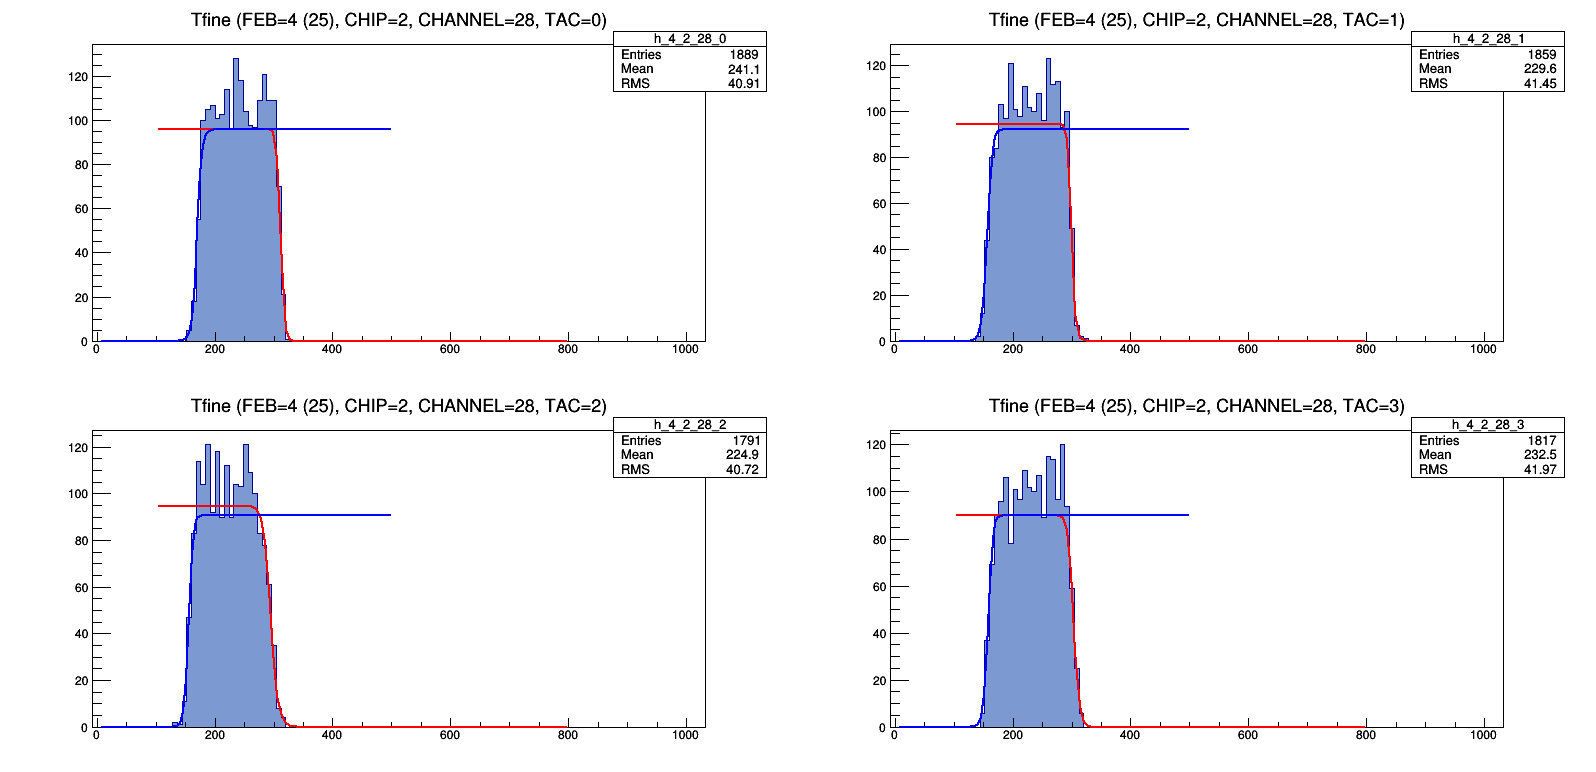 Tfine (FEB=4 (25), CHIP=2, CHANNEL=28, TAC=0)
h_4_2_28_0
Entries 1889
Mean 241.1
RMS 40.91
120
100
80
60
40
20
0
0 200 400 600 800 1000
Tfine (FEB=4 (25), CHIP=2, CHANNEL=28, TAC=1)
h_4_2_28_1
Entries 1859
Mean 229.6
RMS 41.45
120
100
80
60
40
20
0
0 200 400 600 800 1000
Tfine (FEB=4 (25), CHIP=2, CHANNEL=28, TAC=2)
h_4_2_28_2
Entries 1791
Mean 224.9
RMS 40.72
120
100
80
60
40
20
0
0 200 400 600 800 1000
Tfine (FEB=4 (25), CHIP=2, CHANNEL=28, TAC=3)
h_4_2_28_3
Entries 1817
Mean 232.5
RMS 41.97
120
100
80
60
40
20
0
0 200 400 600 800 1000